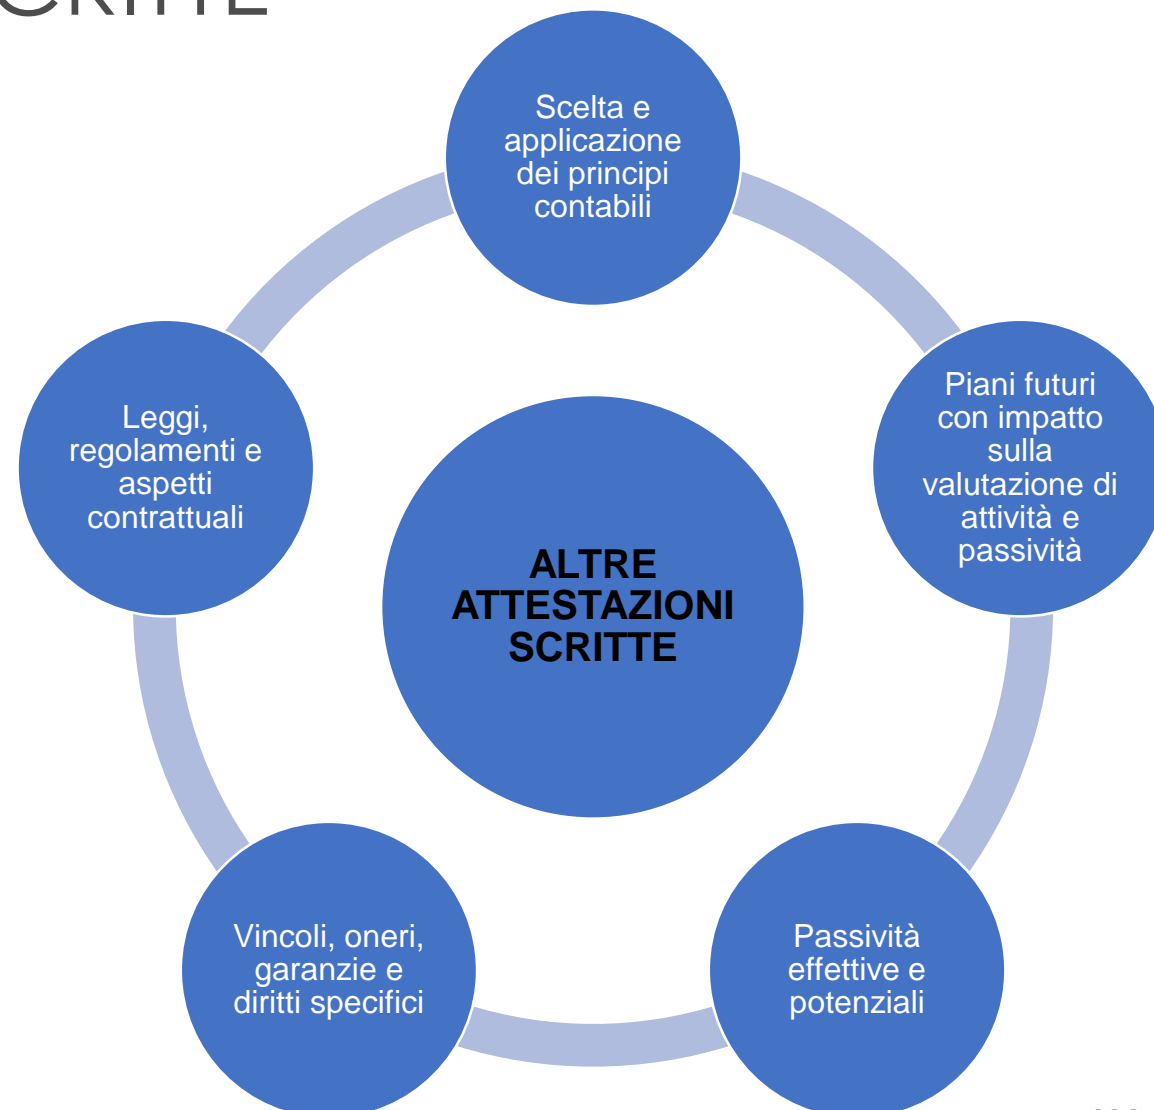 Scelta e
applicazione
dei principi
contabili
Piani futuri
con impatto
sulla
valutazione di
attività e
passività
Leggi,
regolamenti e
aspetti
contrattuali
ALTRE
ATTESTAZIONI
SCRITTE
Vincoli, oneri,
garanzie e
diritti specifici
Passività
effettive e
potenziali